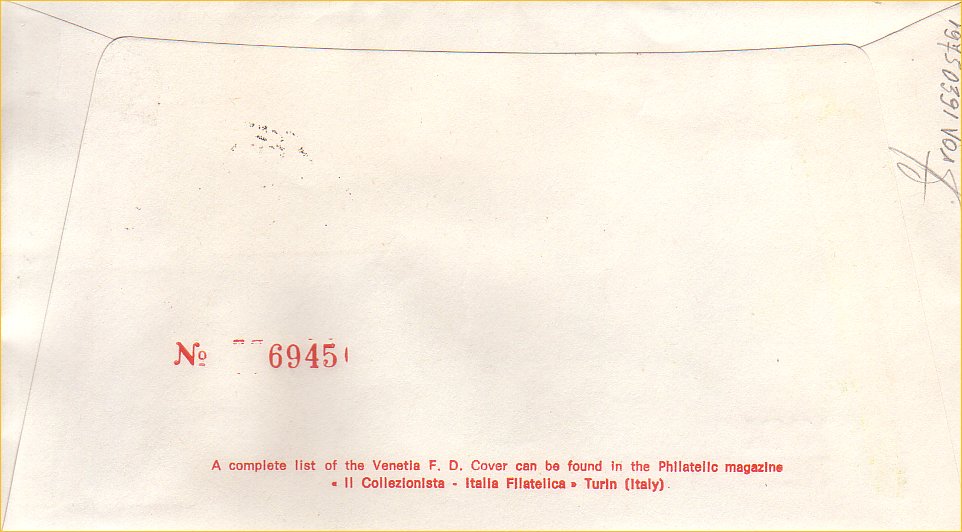 Nº 6945
A complete list of the Venetia F. D. Cover can be found in the Philatelic magazine
« Il Collezionista - Italia Filatelica » Turin (Italy).